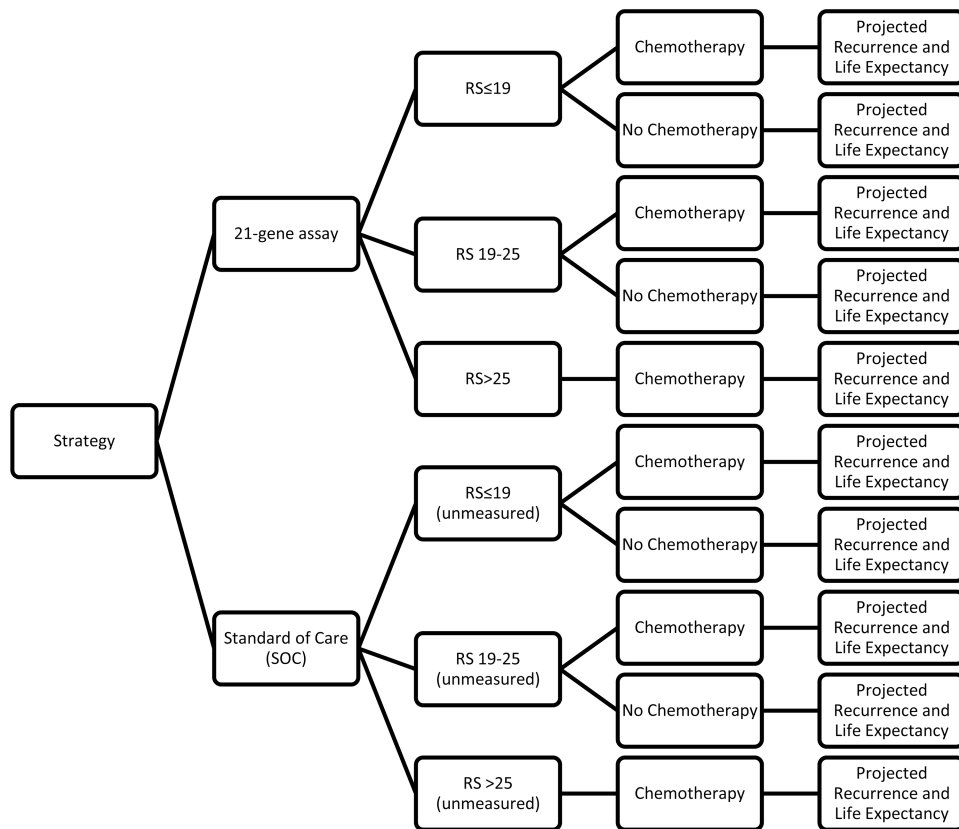 Strategy
21-gene assay
RS≤19
Chemotherapy
Projected
Recurrence and
Life Expectancy
No Chemotherapy
Projected
Recurrence and
Life Expectancy
RS 19-25
Chemotherapy
Projected
Recurrence and
Life Expectancy
No Chemotherapy
Projected
Recurrence and
Life Expectancy
RS>25
Chemotherapy
Projected
Recurrence and
Life Expectancy
Standard of Care
(SOC)
RS≤19
(unmeasured)
Chemotherapy
Projected
Recurrence and
Life Expectancy
No Chemotherapy
Projected
Recurrence and
Life Expectancy
RS 19-25
(unmeasured)
Chemotherapy
Projected
Recurrence and
Life Expectancy
No Chemotherapy
Projected
Recurrence and
Life Expectancy
RS >25
(unmeasured)
Chemotherapy
Projected
Recurrence and
Life Expectancy